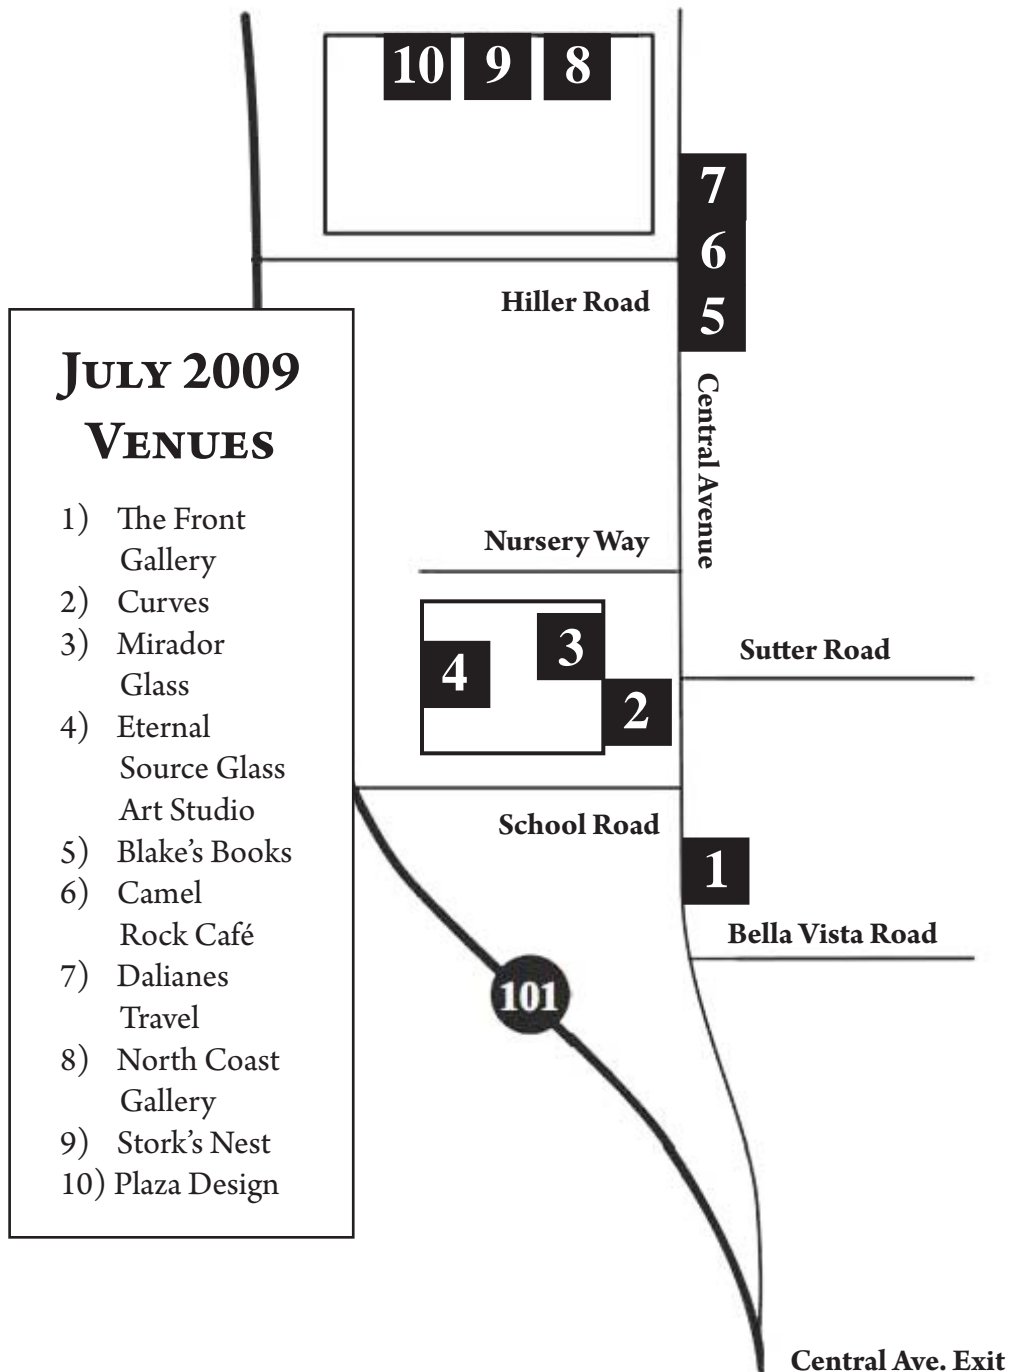 10 9 8
7
6
5
Hiller Road
Central Avenue
JULY 2009
VENUES
1) The Front
Gallery
2) Curves
3) Mirador
Glass
4) Eternal
Source Glass
Art Studio
5) Blake's Books
6) Camel
Rock Café
7) Dalianes
Travel
8) North Coast
Gallery
9) Stork's Nest
10) Plaza Design
Nursery Way
3
4
2
Sutter Road
School Road
1
Bella Vista Road
101
Central Ave. Exit